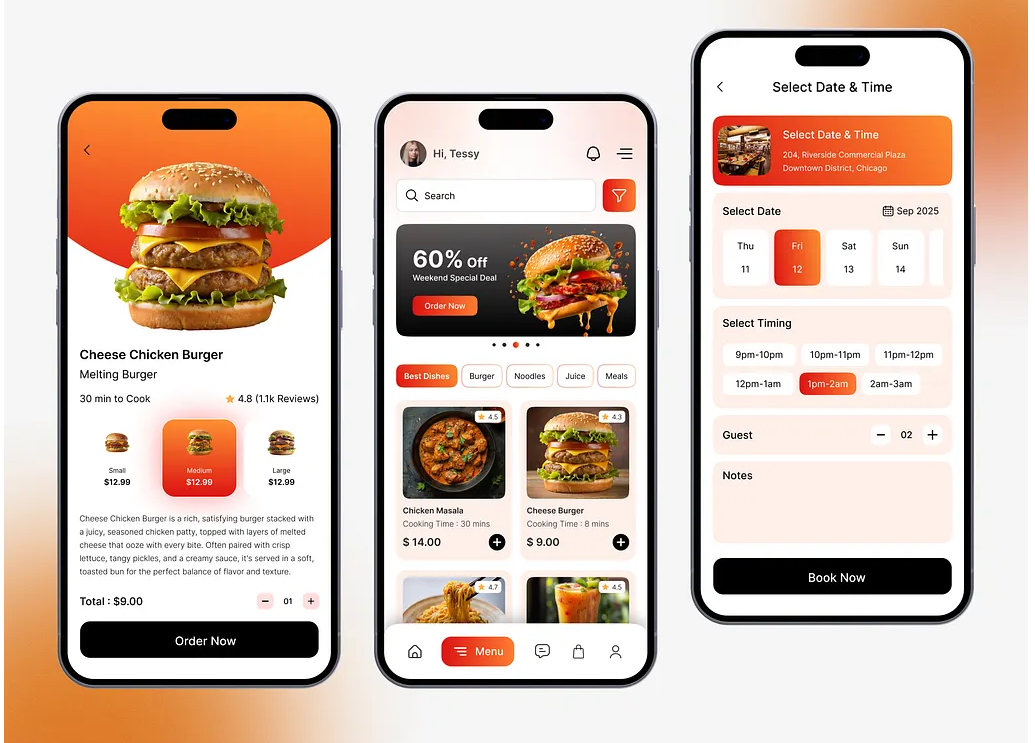 Cheese Chicken Burger
Melting Burger
30 min to Cook
4.8 (1.1k Reviews)
Small
$12.99
Medium
$12.99
Large
$12.99
Cheese Chicken Burger is a rich, satisfying burger stacked with
a juicy, seasoned chicken patty, topped with layers of melted
cheese that ooze with every bite. Often paired with crisp
lettuce, tangy pickles, and a creamy sauce, it's served in a soft,
toasted bun for the perfect balance of flavor and texture.
Total : $9.00
01
Order Now
Hi, Tessy
Search
60% Off
Weekend Special Deal
Order Now
Best Dishes
Burger
Noodles
Juice
Meals
4.5
Chicken Masala
Cooking Time : 30 mins
$ 14.00
4.3
Cheese Burger
Cooking Time : 8 mins
$ 9.00
4.7
4.5
Menu
Select Date & Time
Select Date & Time
204, Riverside Commercial Plaza
Downtown District, Chicago
Select Date
Sep 2025
Thu
11
Fri
12
Sat
13
Sun
14
Select Timing
9pm-10pm
10pm-11pm
11pm-12pm
12pm-1am
1pm-2am
2am-3am
Guest
02
Notes
Book Now